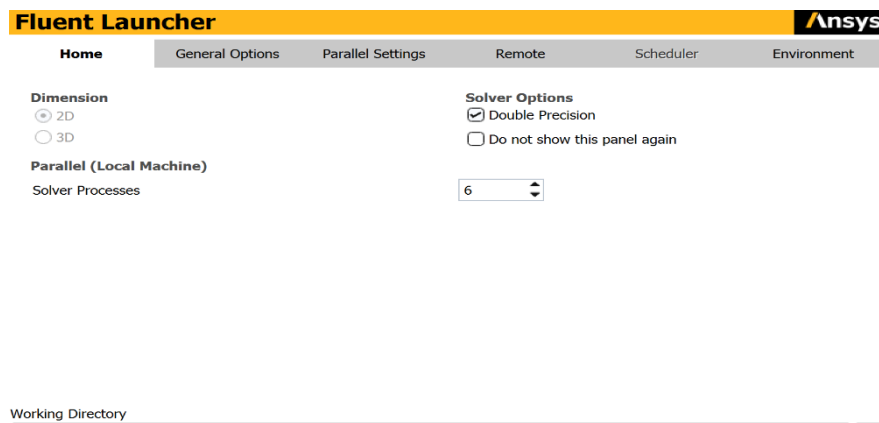 Fluent Launcher
Ansys
Home General Options Parallel Settings Remote Scheduler Environment
Dimension
Solver Options
2D
Double Precision
3D
Do not show this panel again
Parallel (Local Machine)
Solver Processes 6
Working Directory